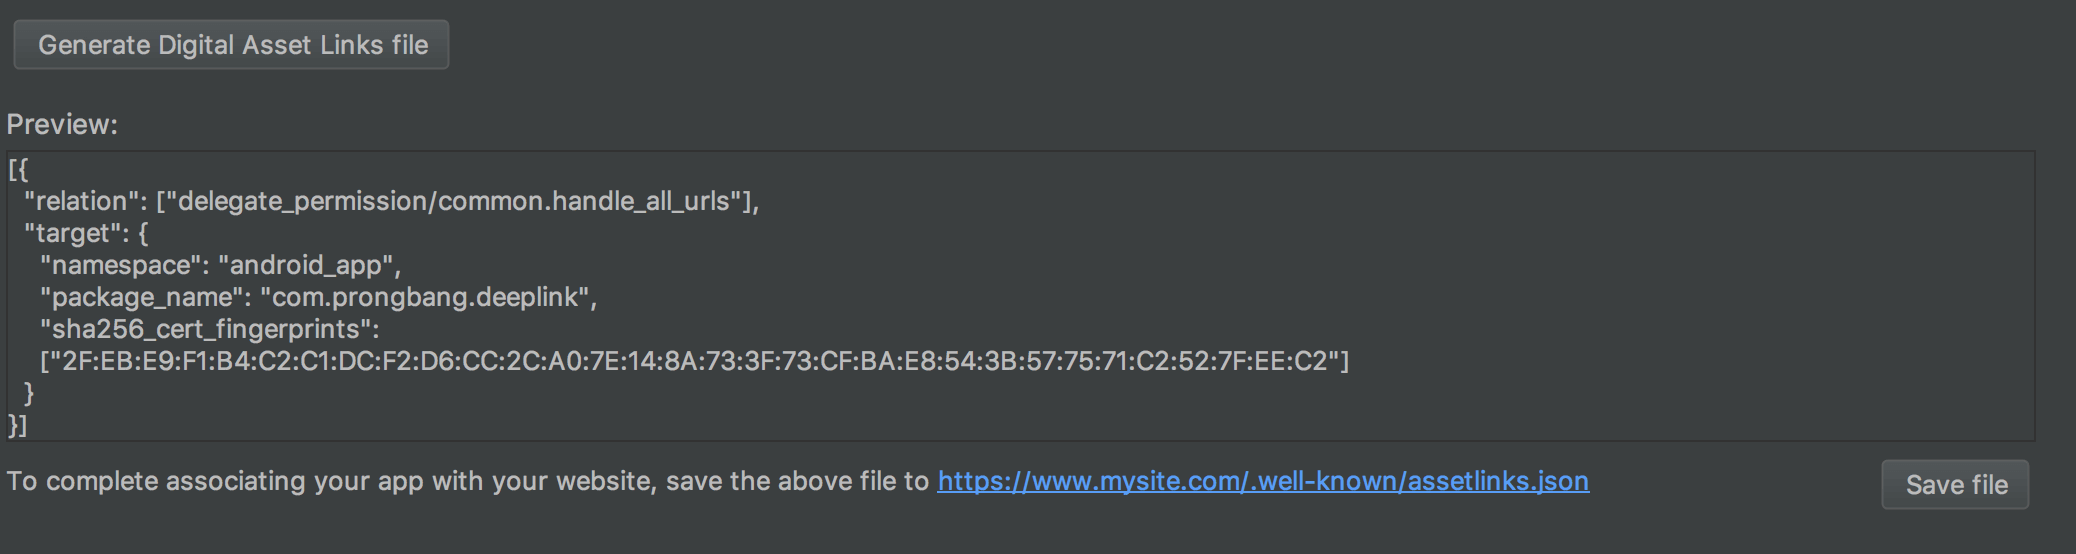 Generate Digital Asset Links file
Preview:
[{
  "relation": ["delegate_permission/common.handle_all_urls"],
  "target": {
    "namespace": "android_app",
    "package_name": "com.prongbang.deeplink",
    "sha256_cert_fingerprints":
    ["2F:EB:E9:F1:B4:C2:C1:DC:F2:D6:CC:2C:A0:7E:14:8A:73:3F:73:CF:BA:E8:54:3B:57:75:71:C2:52:7F:EE:C2"]
  }
}]
To complete associating your app with your website, save the above file to https://www.mysite.com/.well-known/assetlinks.json
Save file